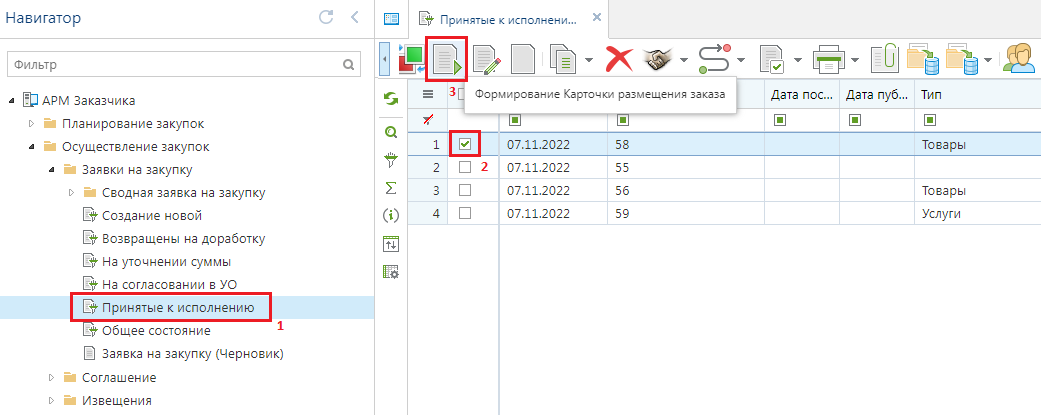 Навигатор
Принятые к исполнени...
Фильтр
Формирование Карточки размещения заказа
АРМ Заказчика
3
Дата пос...
Дата пуб...
Тип
Планирование закупок
Осуществление закупок
1
07.11.2022
58
Товары
Заявки на закупку
2
2
07.11.2022
55
Сводная заявка на закупку
3
07.11.2022
56
Товары
Создание новой
4
07.11.2022
59
Услуги
Возвращены на доработку
На уточнении суммы
На согласовании в УО
Принятые к исполнению
1
Общее состояние
Заявка на закупку (Черновик)
Соглашение
Извещения